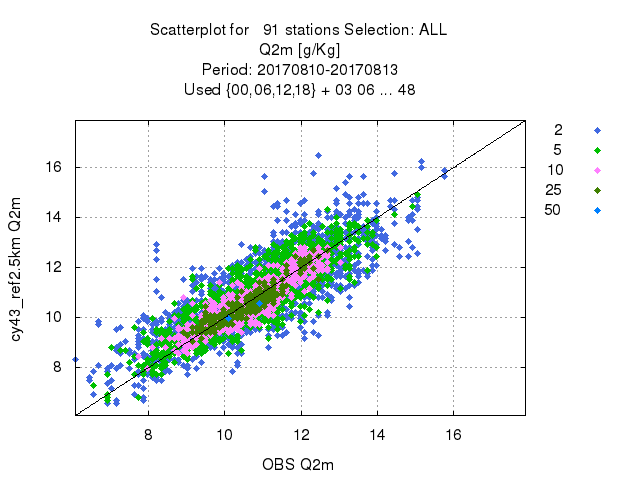 Scatterplot for 91 stations Selection: ALL
Q2m [g/Kg]
Period: 20170810-20170813
Used {00,06,12,18} + 03 06 ... 48
2
5
10
25
50
16
14
12
10
8
cy43_ref2.5km Q2m
8 10 12 14 16
OBS Q2m